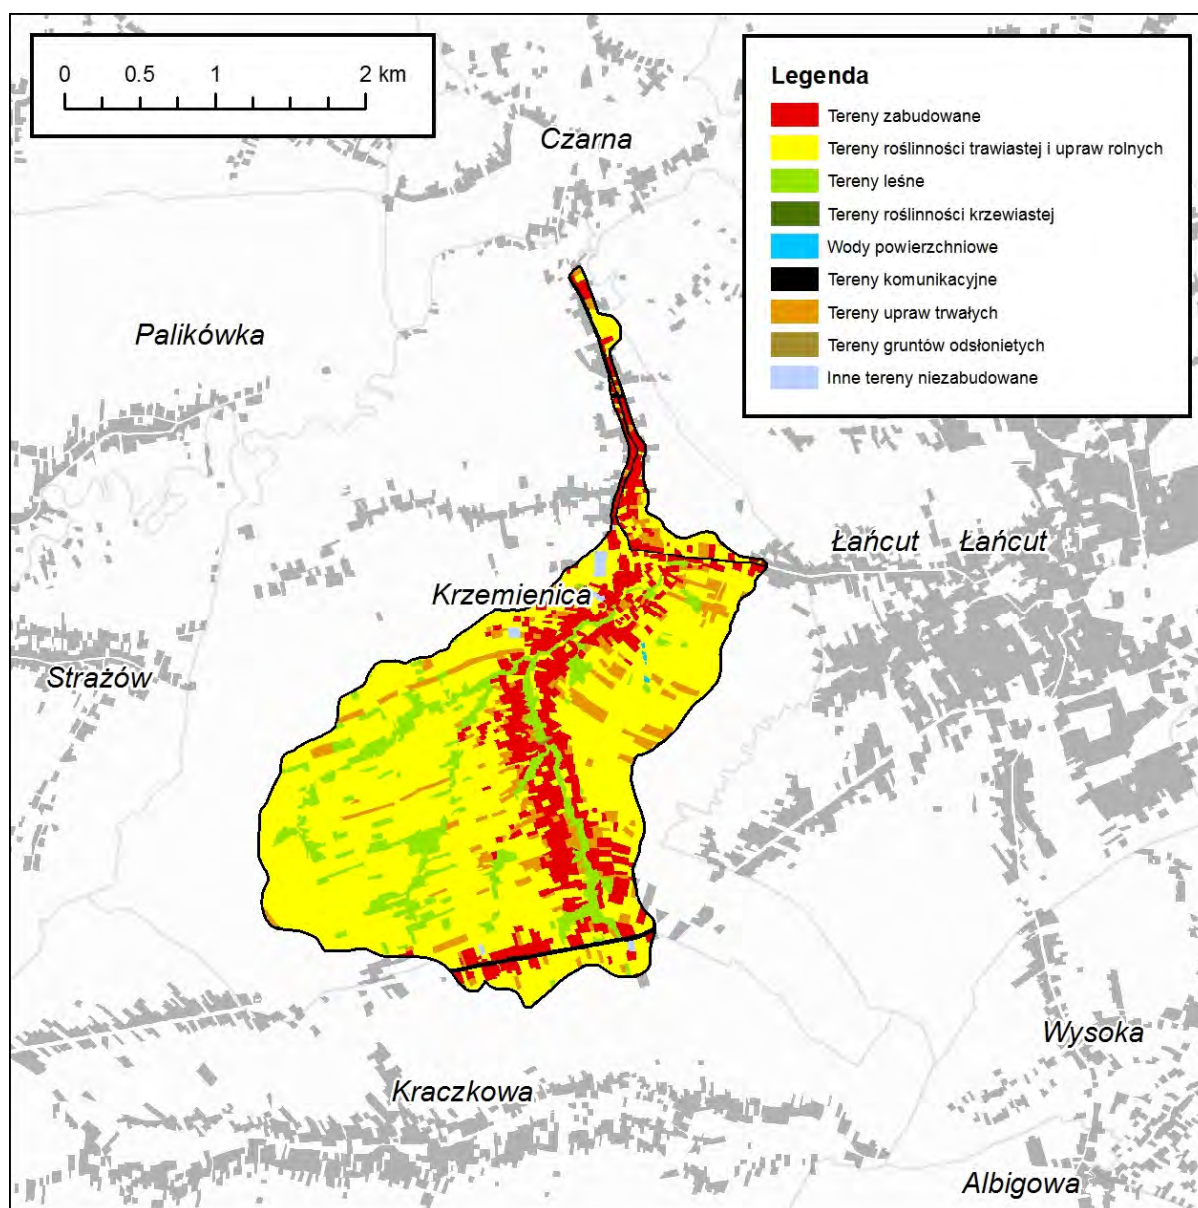 0 0.5 1 2 km
Legenda
Tereny zabudowane
Tereny roślinności trawiastej i upraw rolnych
Tereny leśne
Tereny roślinności krzewiastej
Wody powierzchniowe
Tereny komunikacyjne
Tereny upraw trwałych
Tereny gruntów odsłonietych
Inne tereny niezabudowane
Czarna
Palikówka
Łańcut Łańcut
Krzemienica
Strażów
Wysoka
Kraczkowa
Albigowa